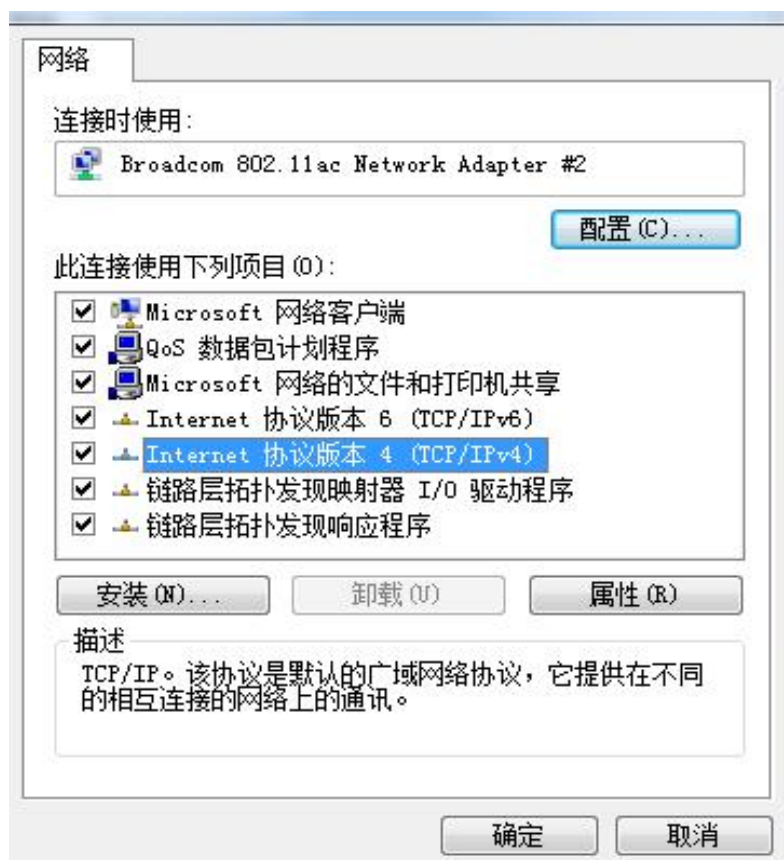 网络
连接时使用:
Broadcom 802.11ac Network Adapter #2
配置(C)...
此连接使用下列项目(O):
Microsoft 网络客户端
QoS 数据包计划程序
Microsoft 网络的文件和打印机共享
Internet 协议版本 6 (TCP/IPv6)
Internet 协议版本 4 (TCP/IPv4)
链路层拓扑发现映射器 I/O 驱动程序
链路层拓扑发现响应程序
安装(N)... 卸载(U) 属性(R)
描述
TCP/IP。该协议是默认的广域网络协议，它提供在不同
的相互连接的网络上的通讯。
确定 取消